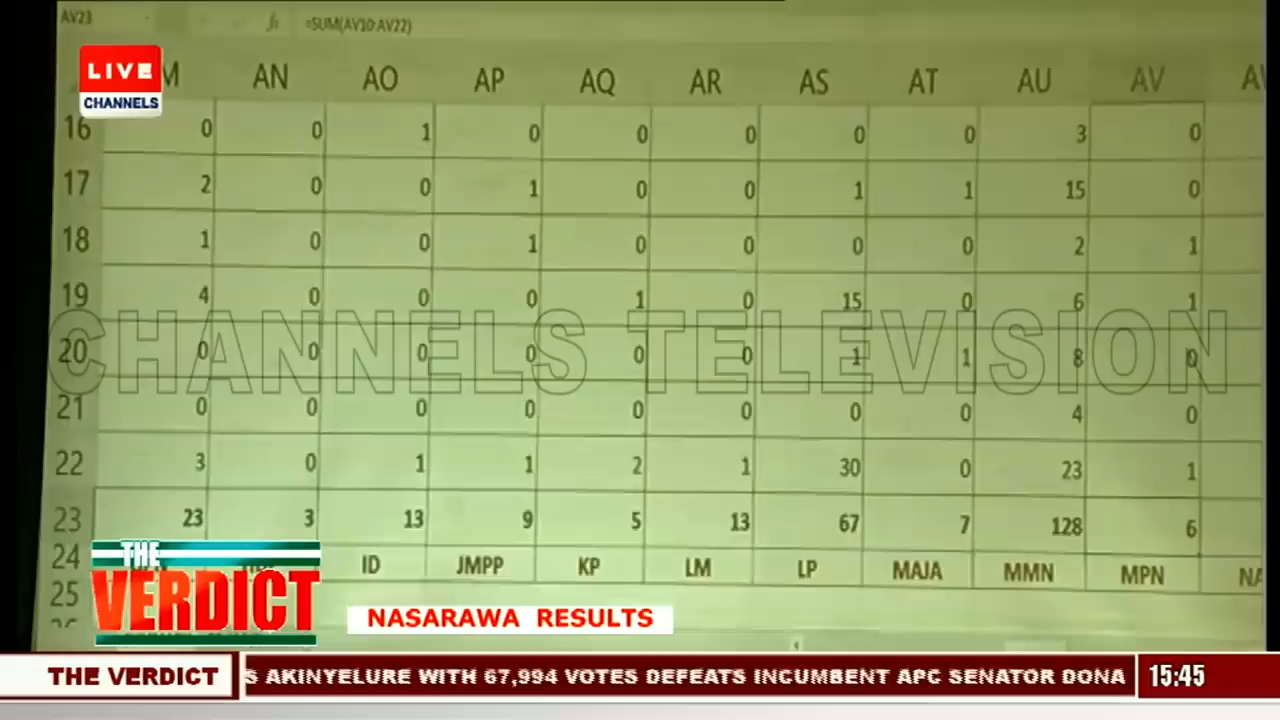 AV23 fx =SUM(AV10:AV22)
LIVE
CHANNELS
M AN AO AP AQ AR AS AT AU AV
16 0 0 1 0 0 0 0 0 3 0
17 2 0 0 1 0 0 1 1 15 0
18 1 0 0 1 0 0 0 0 2 1
19 4 0 0 0 1 0 15 0 6 1
CHANNELS TELEVISION
20 0 0 0 0 0 0 1 1 8 0
21 0 0 0 0 0 0 0 0 4 0
22 3 0 1 1 2 1 30 0 23 1
23 23 3 13 9 5 13 67 7 128 6
24 ID JMPP KP LM LP MAJA MMN MPN NA
25
THE
VERDICT
NASARAWA RESULTS
THE VERDICT S AKINYELURE WITH 67,994 VOTES DEFEATS INCUMBENT APC SENATOR DONA 15:45